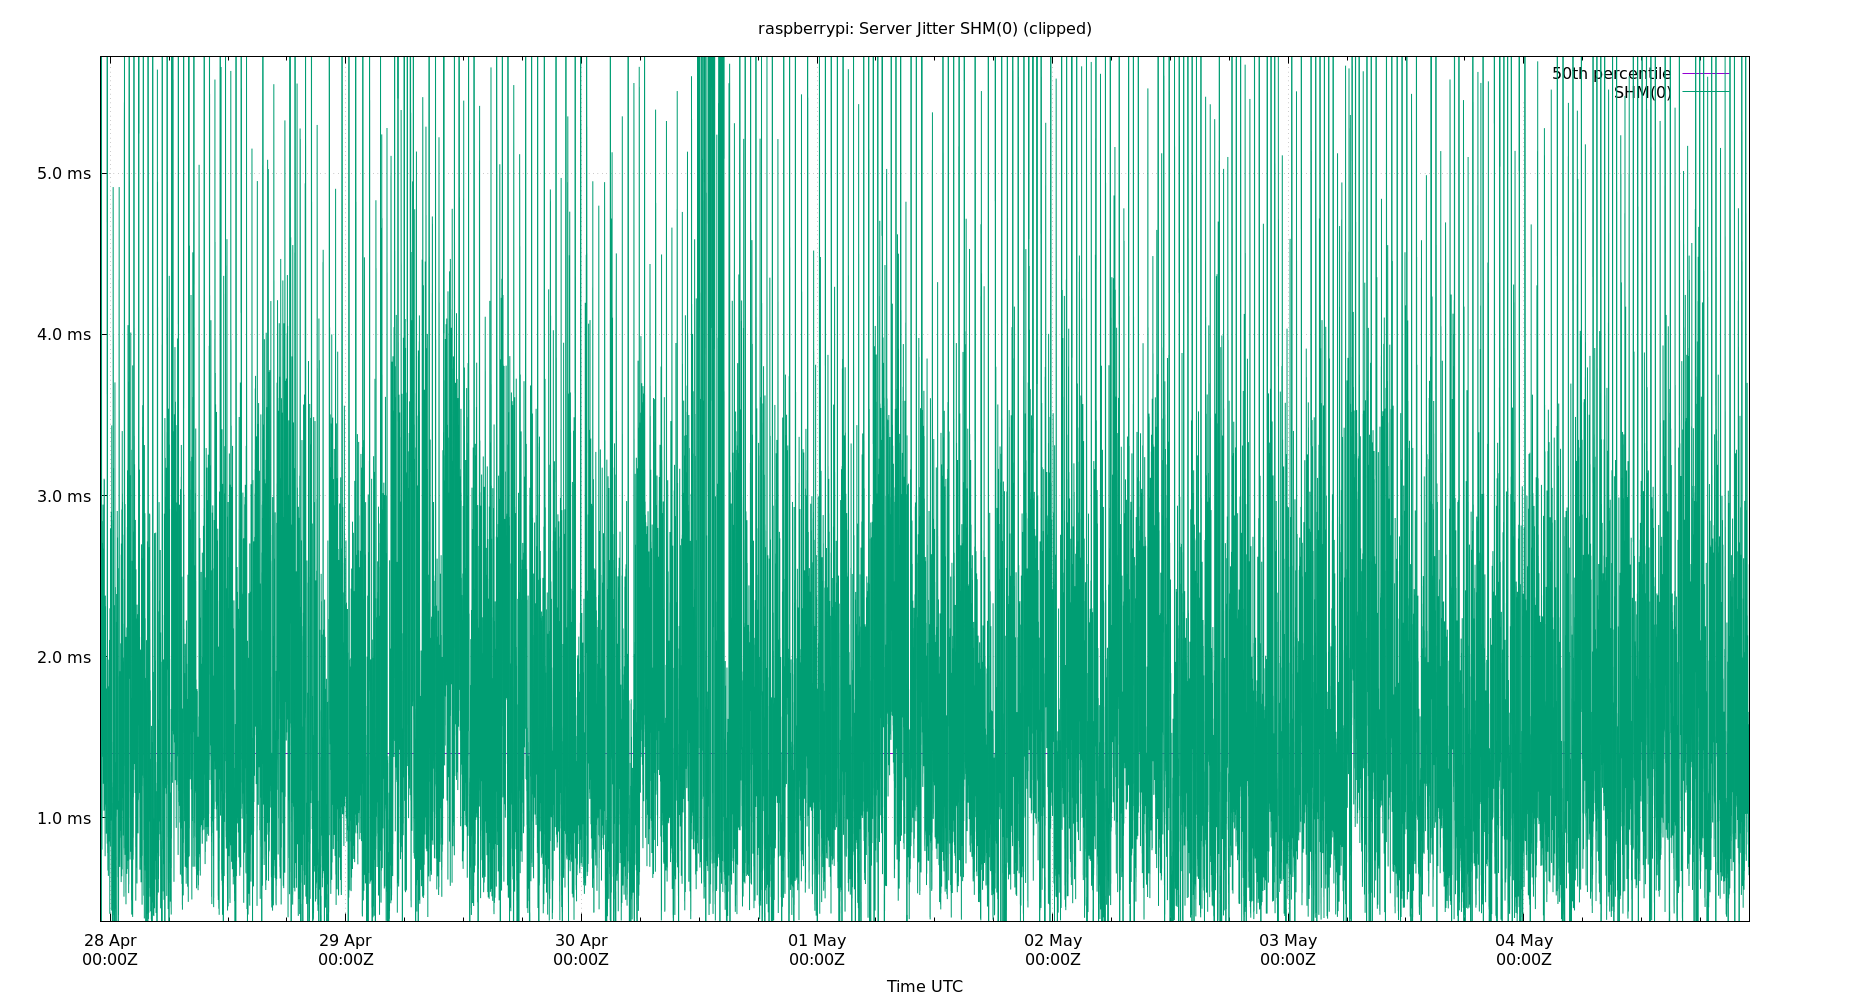 raspberrypi: Server Jitter SHM(0) (clipped)
50th percentile
SHM(0)
5.0 ms
4.0 ms
3.0 ms
2.0 ms
1.0 ms
28 Apr 29 Apr 30 Apr 01 May 02 May 03 May 04 May
00:00Z 00:00Z 00:00Z 00:00Z 00:00Z 00:00Z 00:00Z
Time UTC